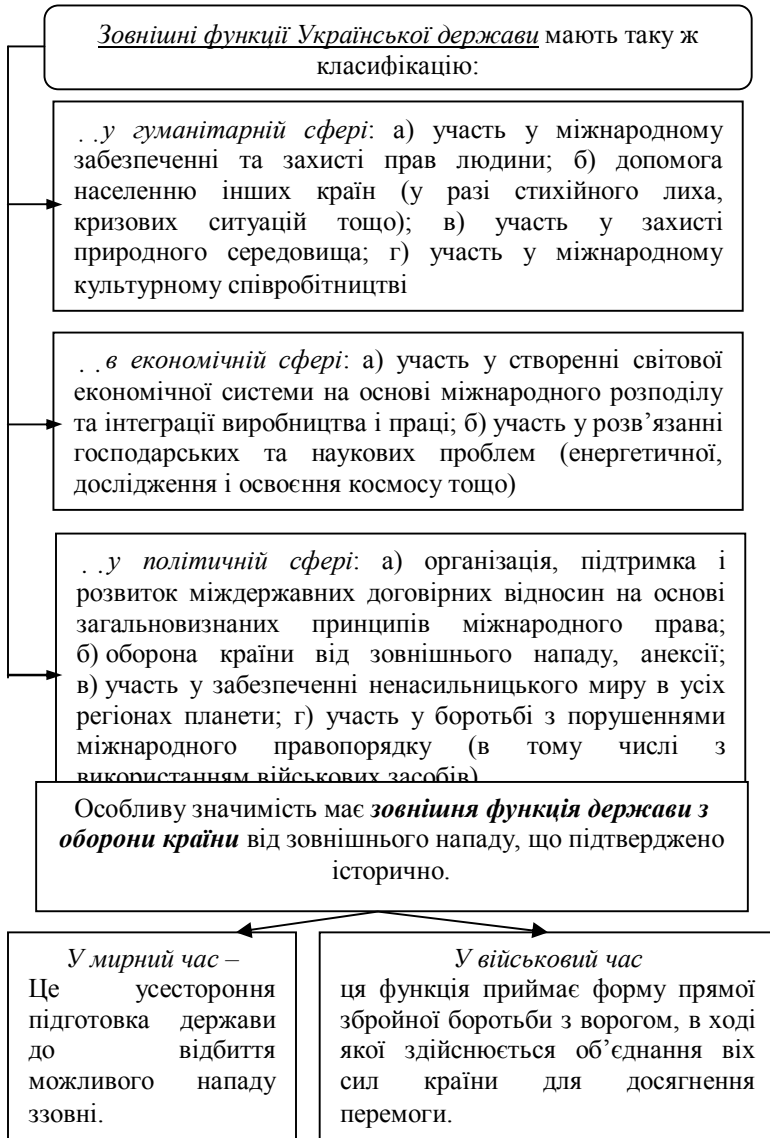 Зовнішні функції Української держави мають таку ж
класифікацію:
. .у гуманітарній сфері: а) участь у міжнародному
забезпеченні та захисті прав людини; б) допомога
населенню інших країн (у разі стихійного лиха,
кризових ситуацій тощо); в) участь у захисті
природного середовища; г) участь у міжнародному
культурному співробітництві
. .в економічній сфері: а) участь у створенні світової
економічної системи на основі міжнародного розподілу
та інтеграції виробництва і праці; б) участь у розв’язанні
господарських та наукових проблем (енергетичної,
дослідження і освоєння космосу тощо)
. .у політичній сфері: а) організація, підтримка і
розвиток міждержавних договірних відносин на основі
загальновизнаних принципів міжнародного права;
б) оборона країни від зовнішнього нападу, анексії;
в) участь у забезпеченні ненасильницького миру в усіх
регіонах планети; г) участь у боротьбі з порушеннями
міжнародного правопорядку (в тому числі з
використанням військових засобів)
Особливу значимість має зовнішня функція держави з
оборони країни від зовнішнього нападу, що підтверджено
історично.
У мирний час –
Це усестороння
підготовка держави
до відбиття
можливого нападу
ззовні.
У військовий час
ця функція приймає форму прямої
збройної боротьби з ворогом, в ході
якої здійснюється об’єднання віх
сил країни для досягнення
перемоги.